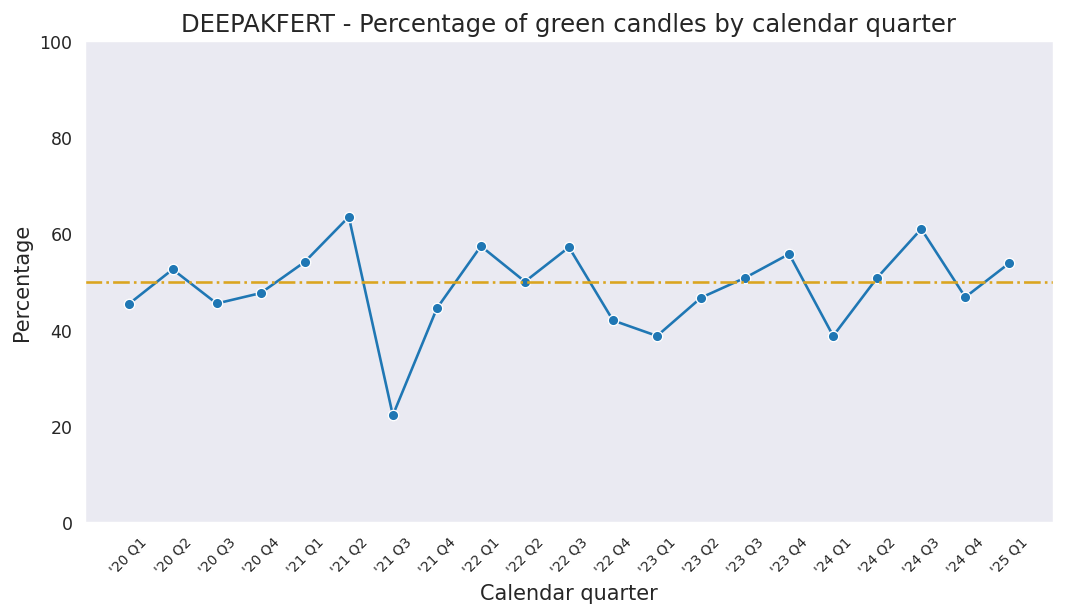 DEEPAKFERT - Percentage of green candles by calendar quarter
100
80
60
40
20
0
Percentage
'20 Q1
'20 Q2
'20 Q3
'20 Q4
'21 Q1
'21 Q2
'21 Q3
'21 Q4
'22 Q1
'22 Q2
'22 Q3
'22 Q4
'23 Q1
'23 Q2
'23 Q3
'23 Q4
'24 Q1
'24 Q2
'24 Q3
'24 Q4
'25 Q1
Calendar quarter